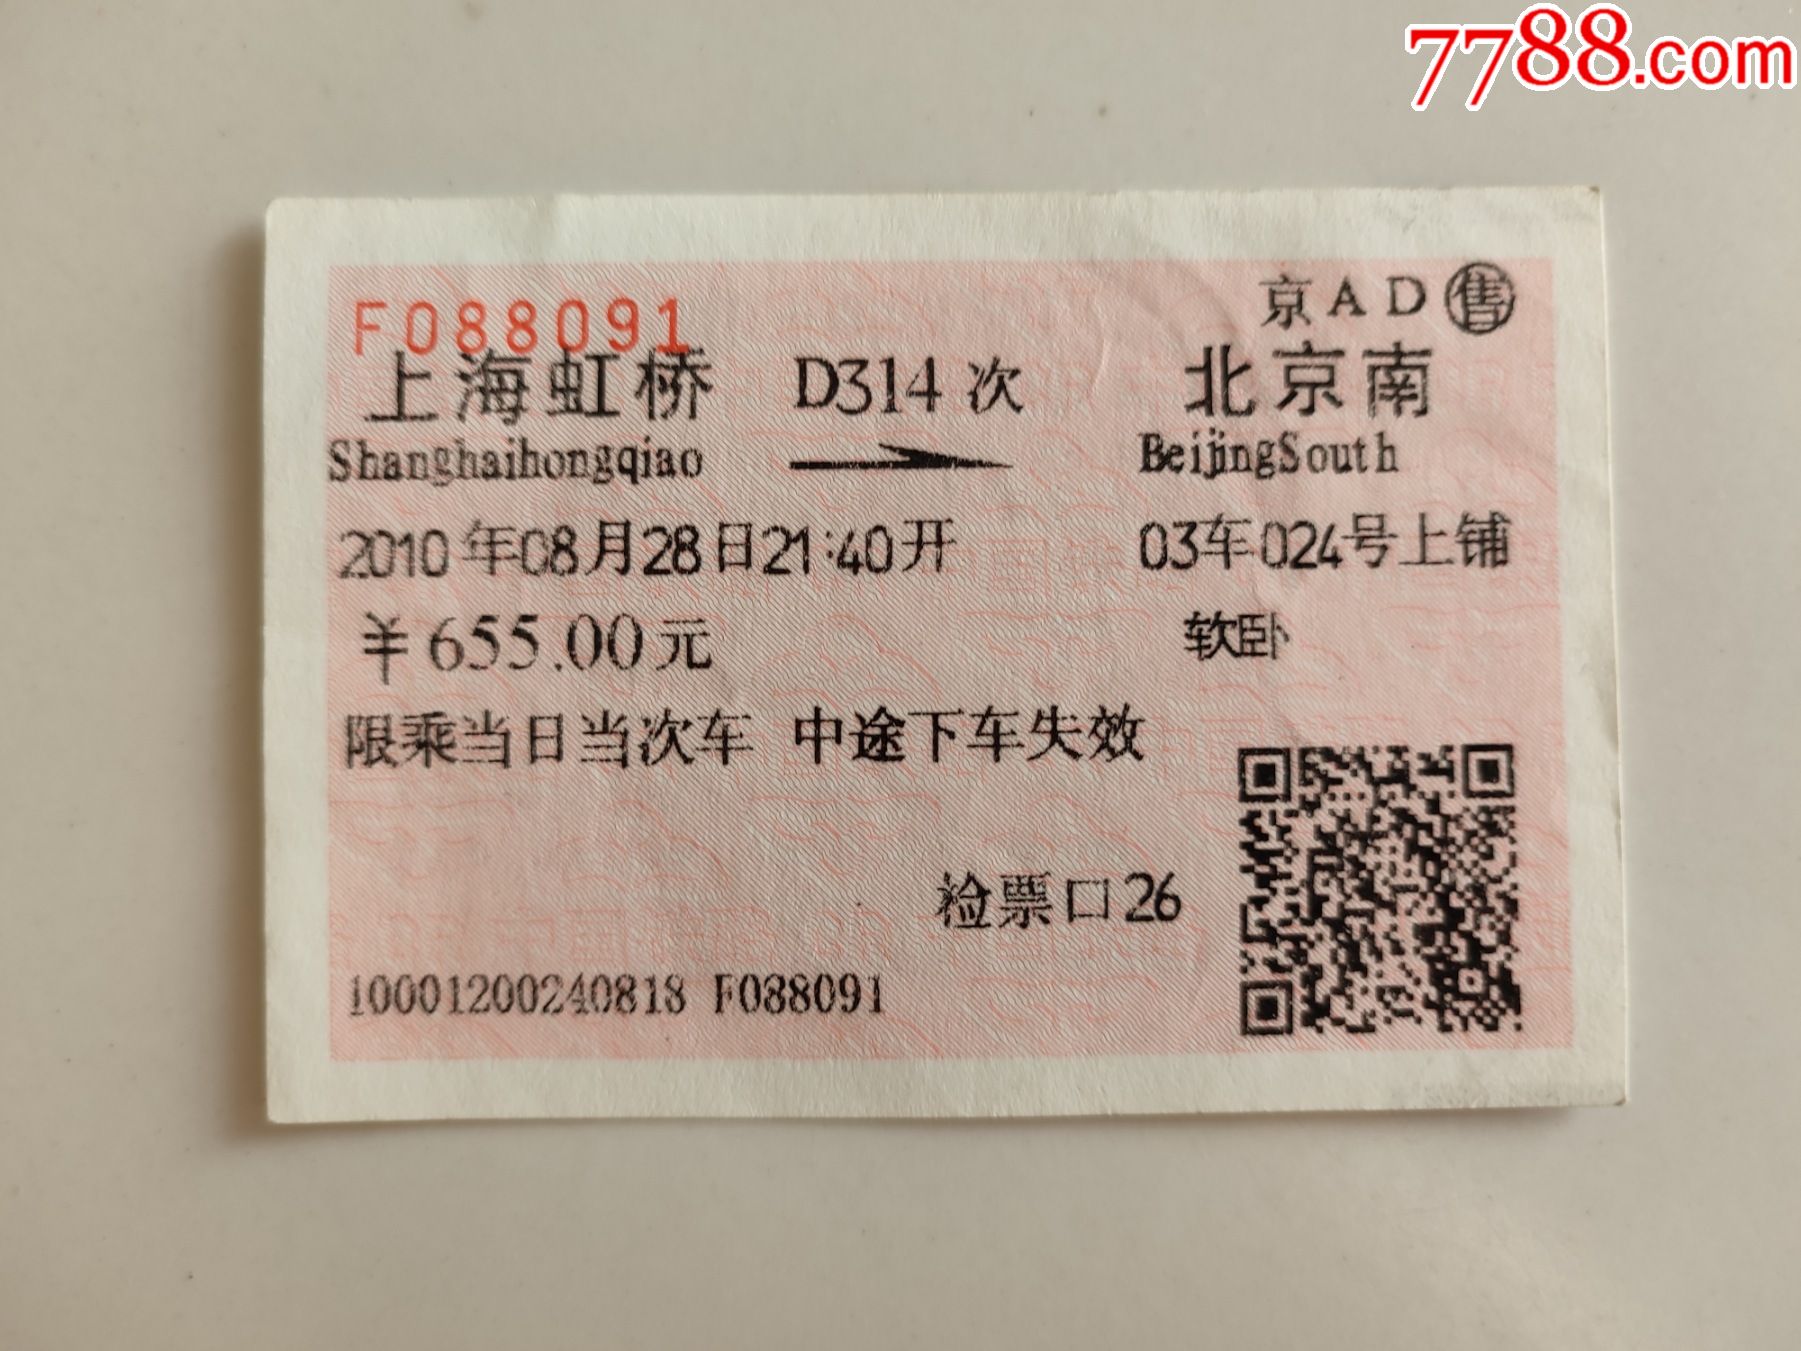 7788.com
京AD售
F088091
上海虹桥 D314次 北京南
Shanghaihongqiao BeijingSouth
2010年08月28日21:40开 03车024号上铺
￥655.00元 软卧
限乘当日当次车 中途下车失效
检票口26
10001200240818 F088091